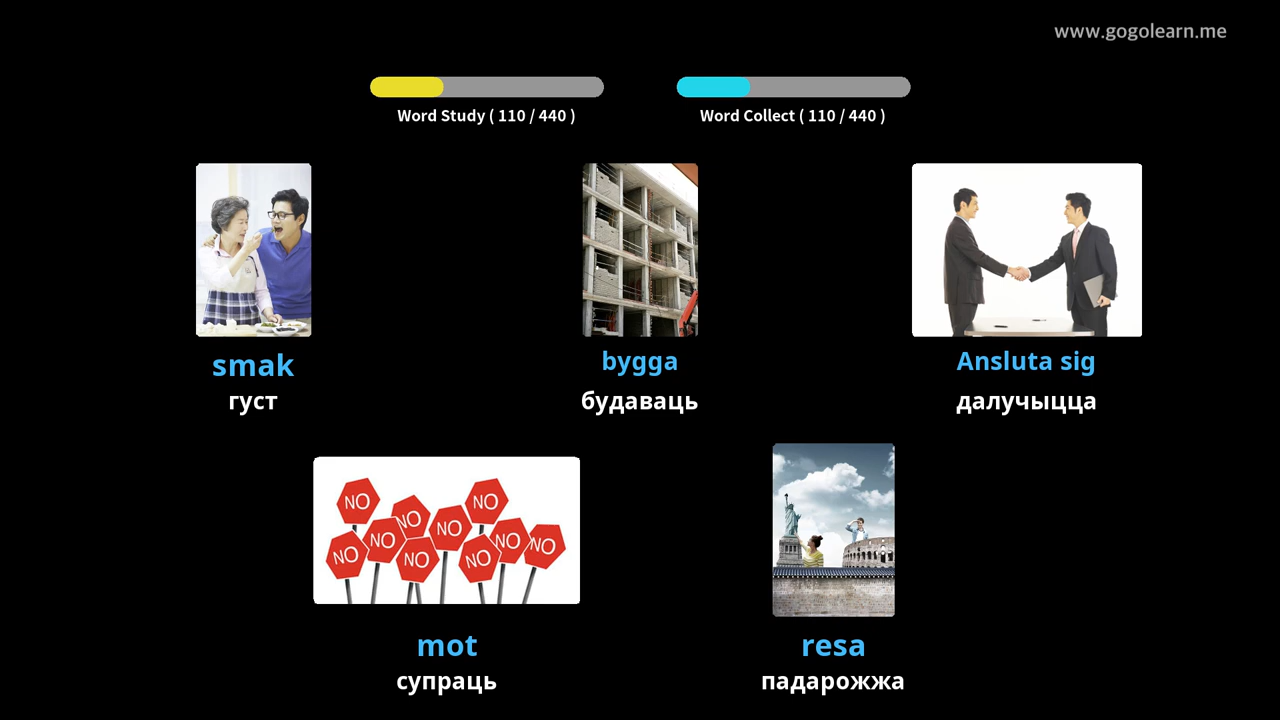 www.gogolearn.me
Word Study ( 110 / 440 )
Word Collect ( 110 / 440 )
smak
густ
bygga
будаваць
Ansluta sig
далучыцца
NO
NO
NO
NO
NO
NO
NO
NO
NO
NO
mot
супраць
resa
падарожжа